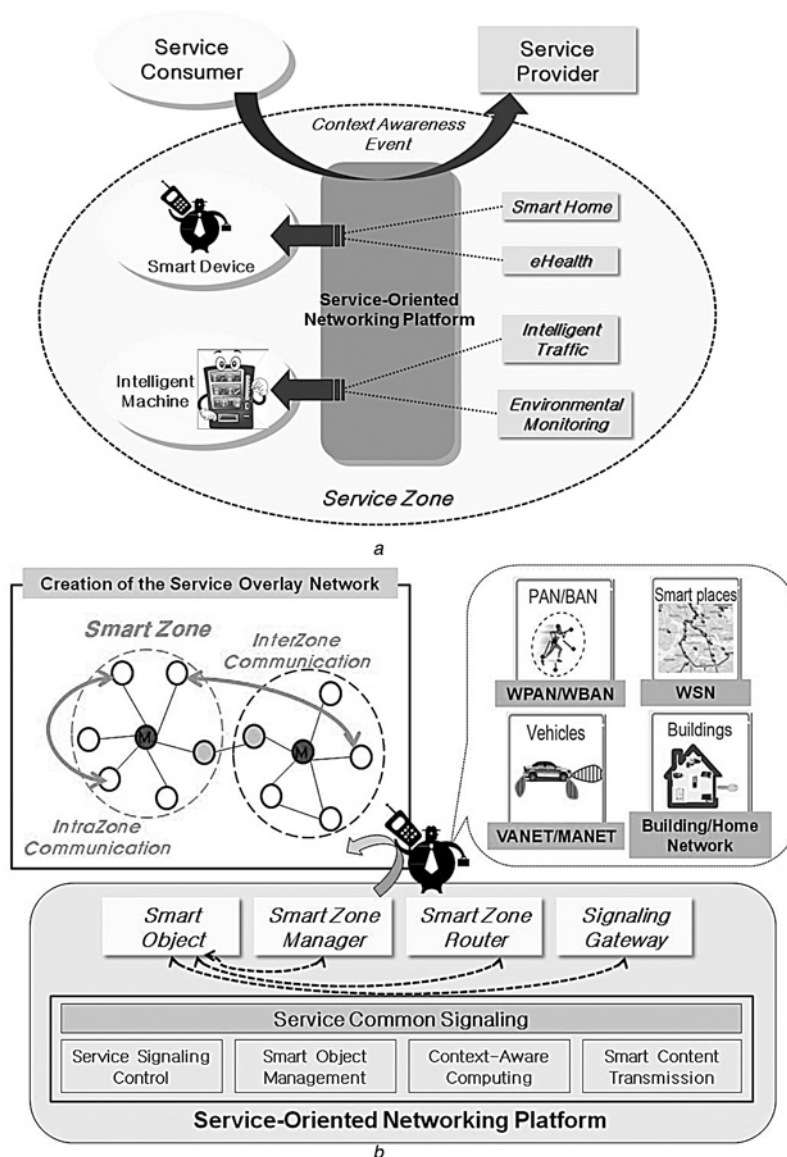 Service
Consumer
Service
Provider
Context Awareness
Event
Smart Device
Smart Home
eHealth
Service-Oriented
Networking Platform
Intelligent
Machine
Intelligent
Traffic
Environmental
Monitoring
Service Zone
a
Creation of the Service Overlay Network
Smart Zone
InterZone
Communication
M
M
IntraZone
Communication
PAN/BAN
WPAN/WBAN
Smart places
WSN
Vehicles
VANET/MANET
Buildings
Building/Home
Network
Smart
Object
Smart Zone
Manager
Smart Zone
Router
Signaling
Gateway
Service Common Signaling
Service Signaling
Control
Smart Object
Management
Context-Aware
Computing
Smart Content
Transmission
Service-Oriented Networking Platform
b